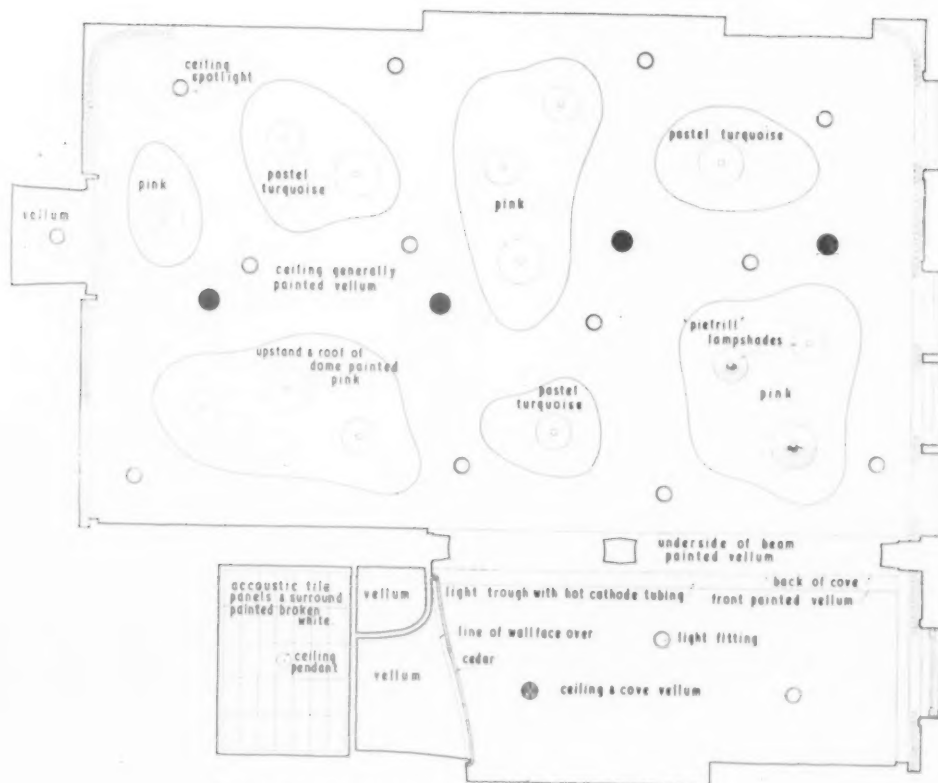 ceiling
spotlight
pastel turquoise
pink
pastel
turquoise
pink
vellum
ceiling generally
painted vellum
"pietrill"
lampshades
upstand & roof of
dome painted
pink
pastel
turquoise
pink
underside of beam
painted vellum
accoustic tile
panels & surround
painted broken
white.
vellum
light trough with hot cathode tubing
back of cove
front painted vellum
line of wallface over
light fitting
ceiling
pendant
cedar
vellum
ceiling & cove vellum